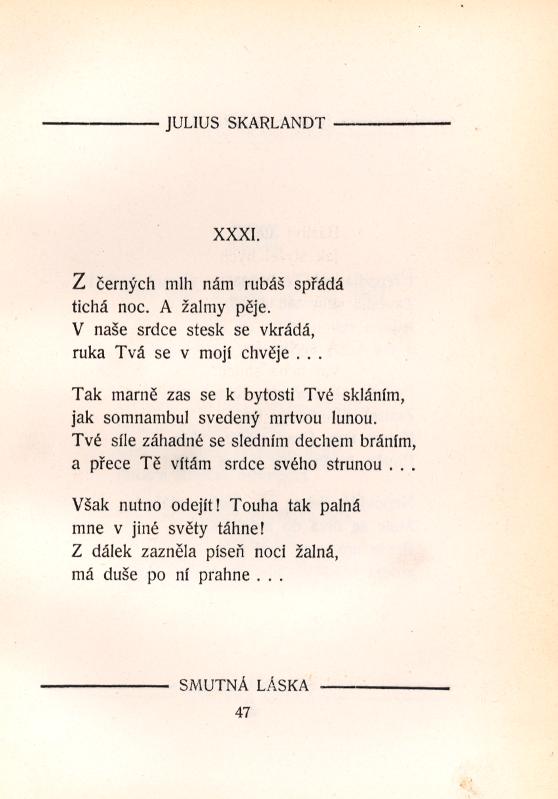 JULIUS SKARLANDT
XXXI.
Z černých mlh nám rubáš spřádá
tichá noc. A žalmy pěje.
V naše srdce stesk se vkrádá,
ruka Tvá se v mojí chvěje . . .
Tak marně zas se k bytosti Tvé skláním,
jak somnambul svedený mrtvou lunou.
Tvé síle záhadné se sledním dechem bráním,
a přece Tě vítám srdce svého strunou . . .
Však nutno odejít! Touha tak palná
mne v jiné světy táhne!
Z dálek zazněla píseň noci žalná,
má duše po ní prahne . . .
SMUTNÁ LÁSKA
47